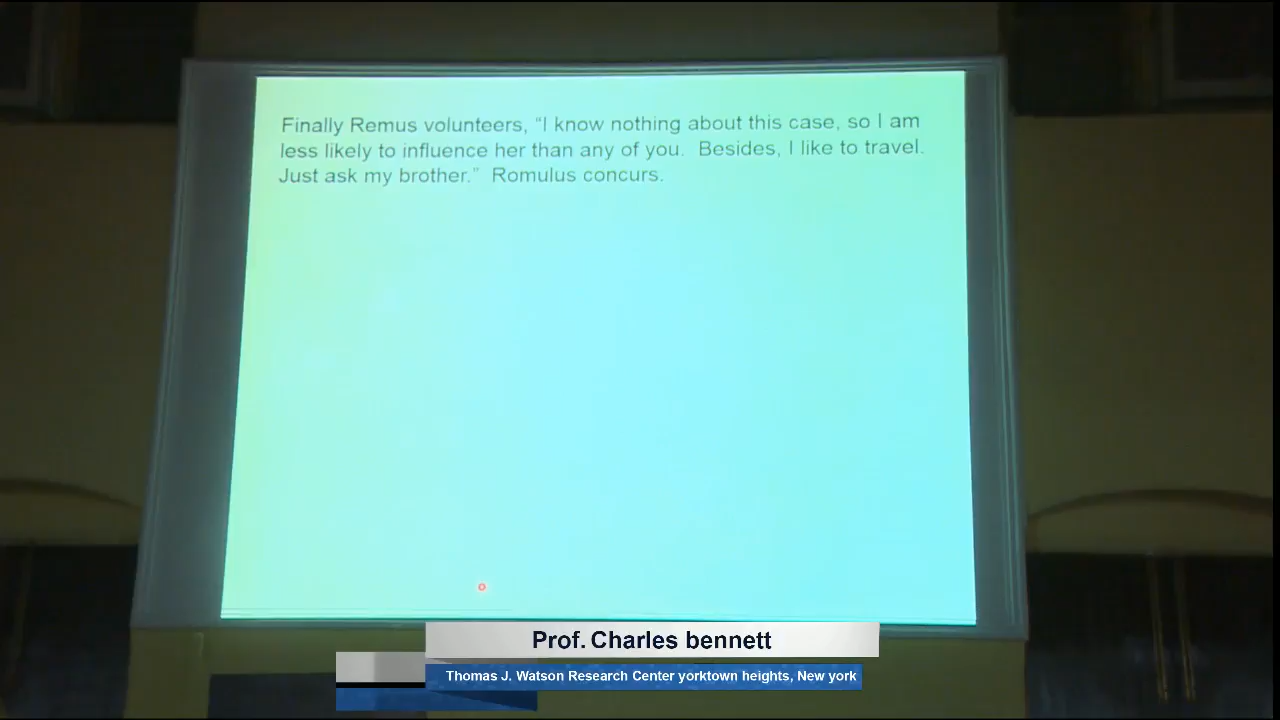 Finally Remus volunteers, “I know nothing about this case, so I am
less likely to influence her than any of you.  Besides, I like to travel.
Just ask my brother.”  Romulus concurs.
Prof. Charles bennett
Thomas J. Watson Research Center yorktown heights, New york